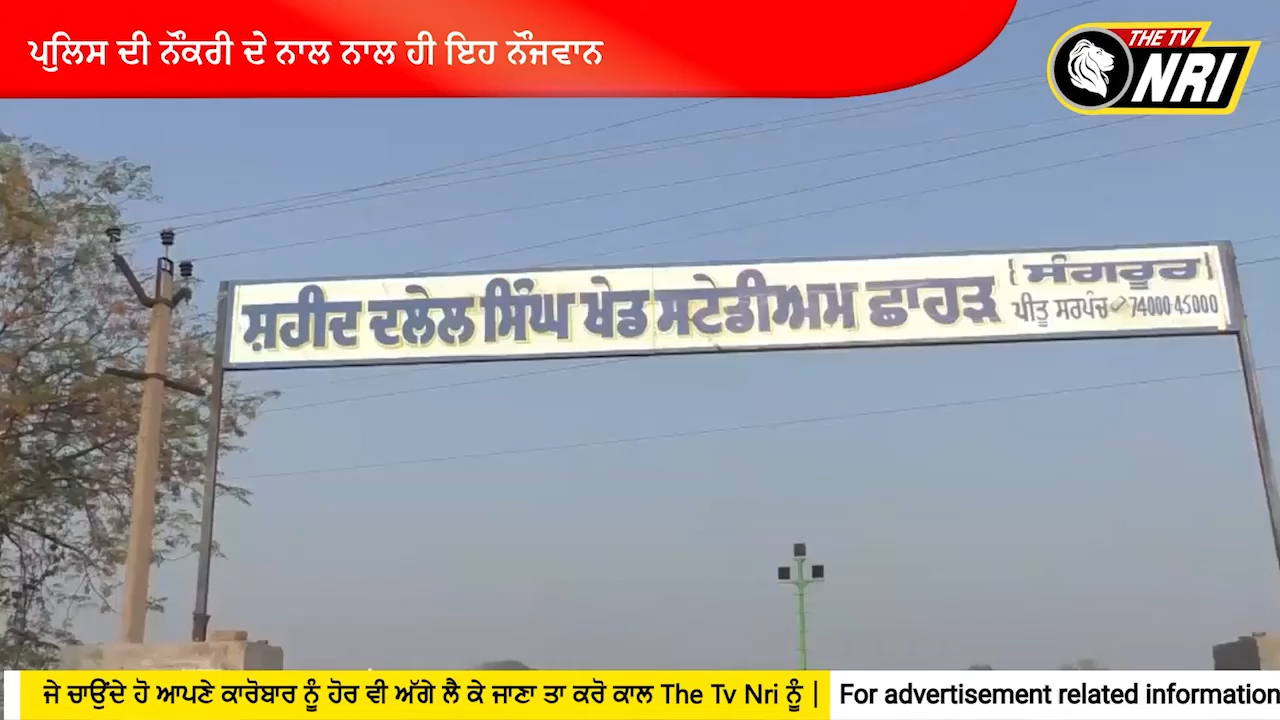 ਪੁਲਿਸ ਦੀ ਨੌਕਰੀ ਦੇ ਨਾਲ ਨਾਲ ਹੀ ਇਹ ਨੌਜਵਾਨ
THE TV
NRI
ਸ਼ਹੀਦ ਦਲੇਲ ਸਿੰਘ ਖੇਡ ਸਟੇਡੀਅਮ ਛਾਹੜ
{ ਸੰਗਰੂਰ }
ਪੀਤੂ ਸਰਪੰਚ 74000-45000
ਜੇ ਚਾਉਂਦੇ ਹੋ ਆਪਣੇ ਕਾਰੋਬਾਰ ਨੂੰ ਹੋਰ ਵੀ ਅੱਗੇ ਲੈ ਕੇ ਜਾਣਾ ਤਾ ਕਰੋ ਕਾਲ The Tv Nri ਨੂੰ | For advertisement related information